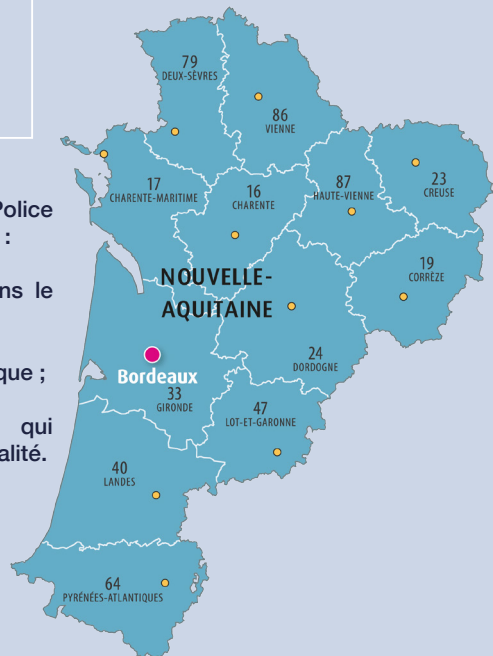 Police
:
ns le
que ;
qui
alité.
79
DEUX-SÈVRES
86
VIENNE
17
CHARENTE-MARITIME
16
CHARENTE
87
HAUTE-VIENNE
23
CREUSE
19
CORRÈZE
NOUVELLE-
AQUITAINE
24
DORDOGNE
Bordeaux
33
GIRONDE
47
LOT-ET-GARONNE
40
LANDES
64
PYRÉNÉES-ATLANTIQUES